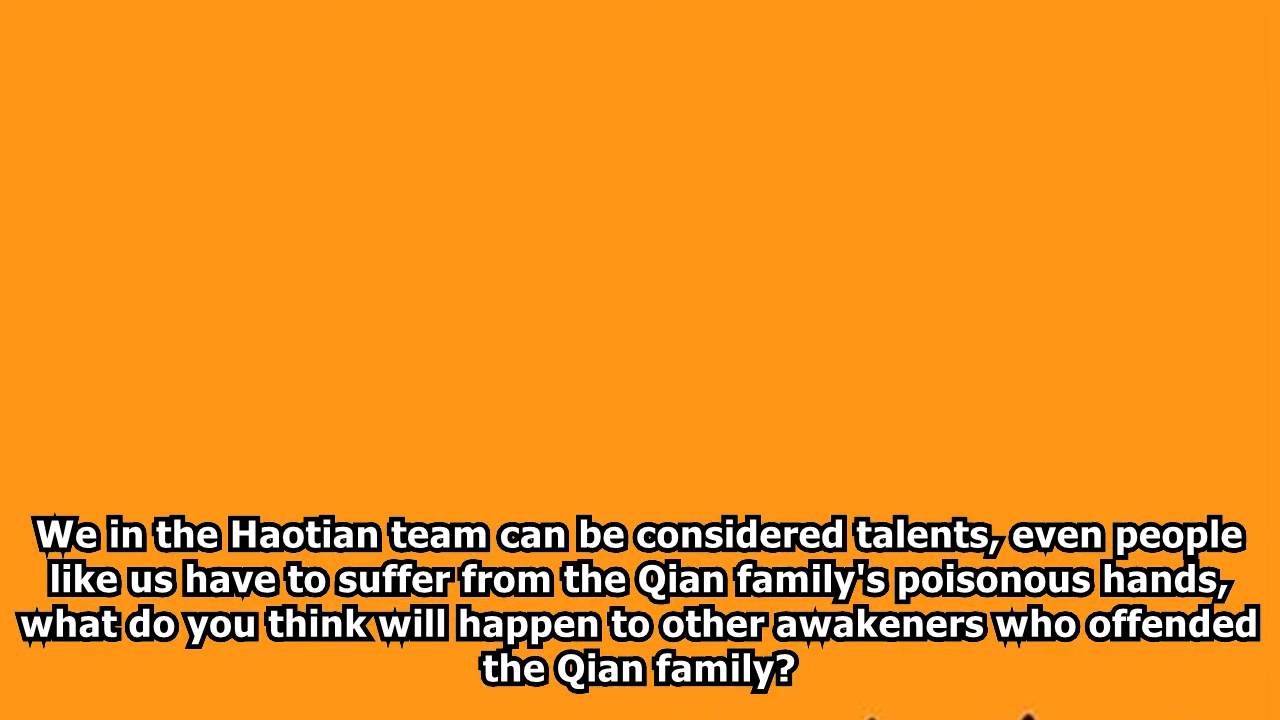 We in the Haotian team can be considered talents, even people
like us have to suffer from the Qian family's poisonous hands,
what do you think will happen to other awakeners who offended
the Qian family?